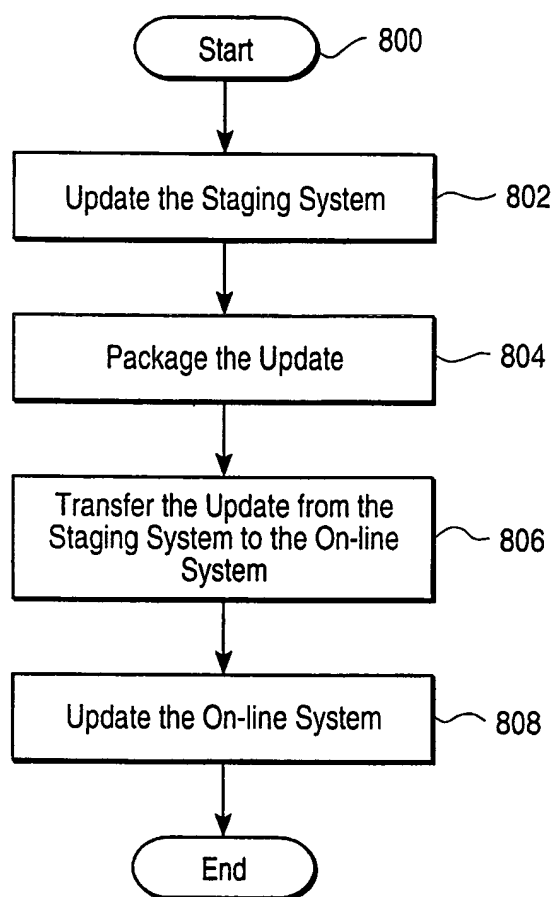 Start
800
Update the Staging System
802
Package the Update
804
Transfer the Update from the
Staging System to the On-line
System
806
Update the On-line System
808
End